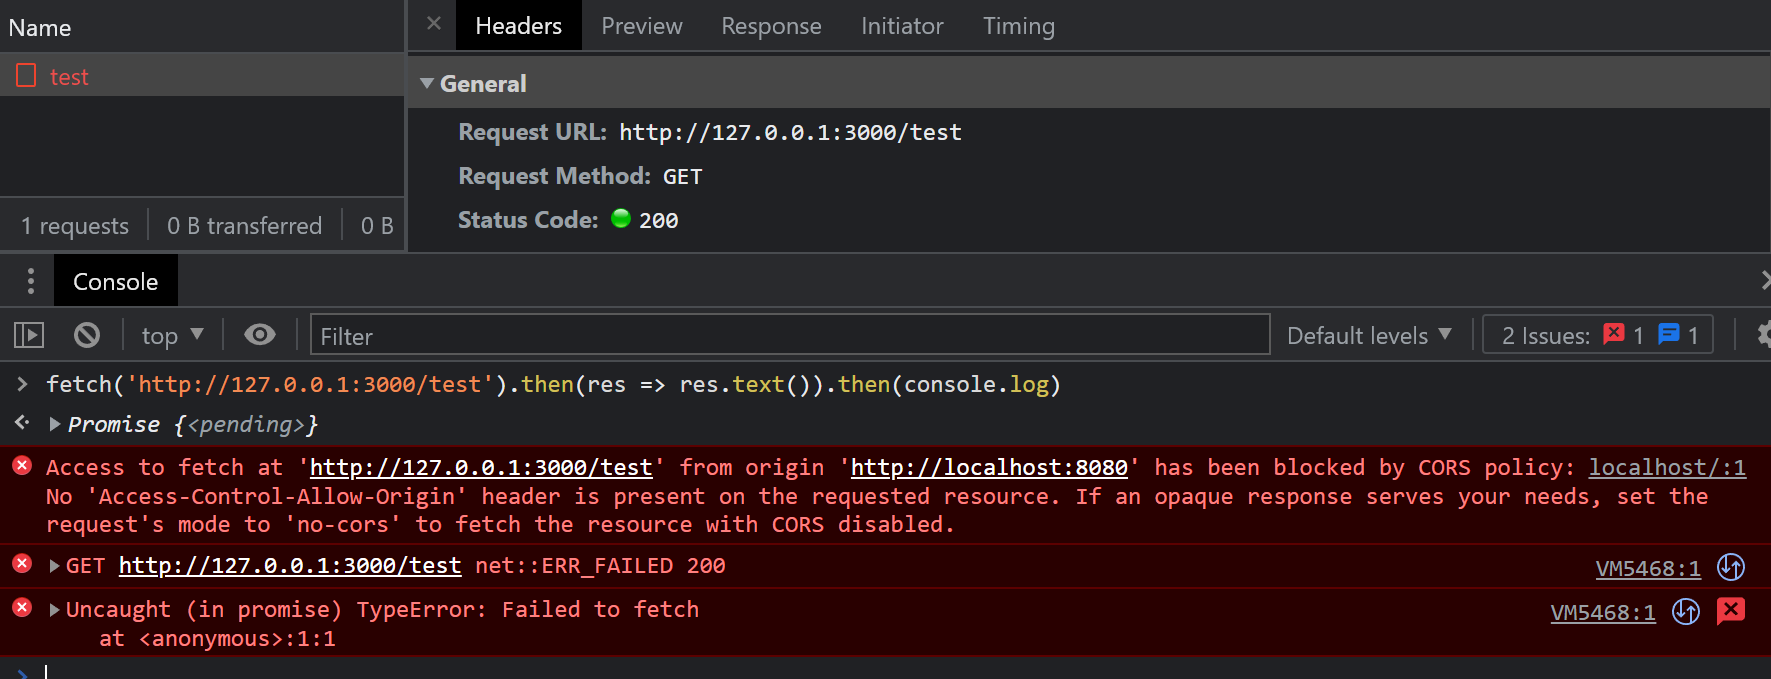 Name
test
1 requests 0 B transferred 0 B
Headers Preview Response Initiator Timing
General
Request URL: http://127.0.0.1:3000/test
Request Method: GET
Status Code: 200
Console
top Filter Default levels 2 Issues: 1 1
fetch('http://127.0.0.1:3000/test').then(res => res.text()).then(console.log)
Promise {<pending>}
Access to fetch at 'http://127.0.0.1:3000/test' from origin 'http://localhost:8080' has been blocked by CORS policy: localhost/:1
No 'Access-Control-Allow-Origin' header is present on the requested resource. If an opaque response serves your needs, set the
request's mode to 'no-cors' to fetch the resource with CORS disabled.
GET http://127.0.0.1:3000/test net::ERR_FAILED 200 VM5468:1
Uncaught (in promise) TypeError: Failed to fetch VM5468:1
at <anonymous>:1:1